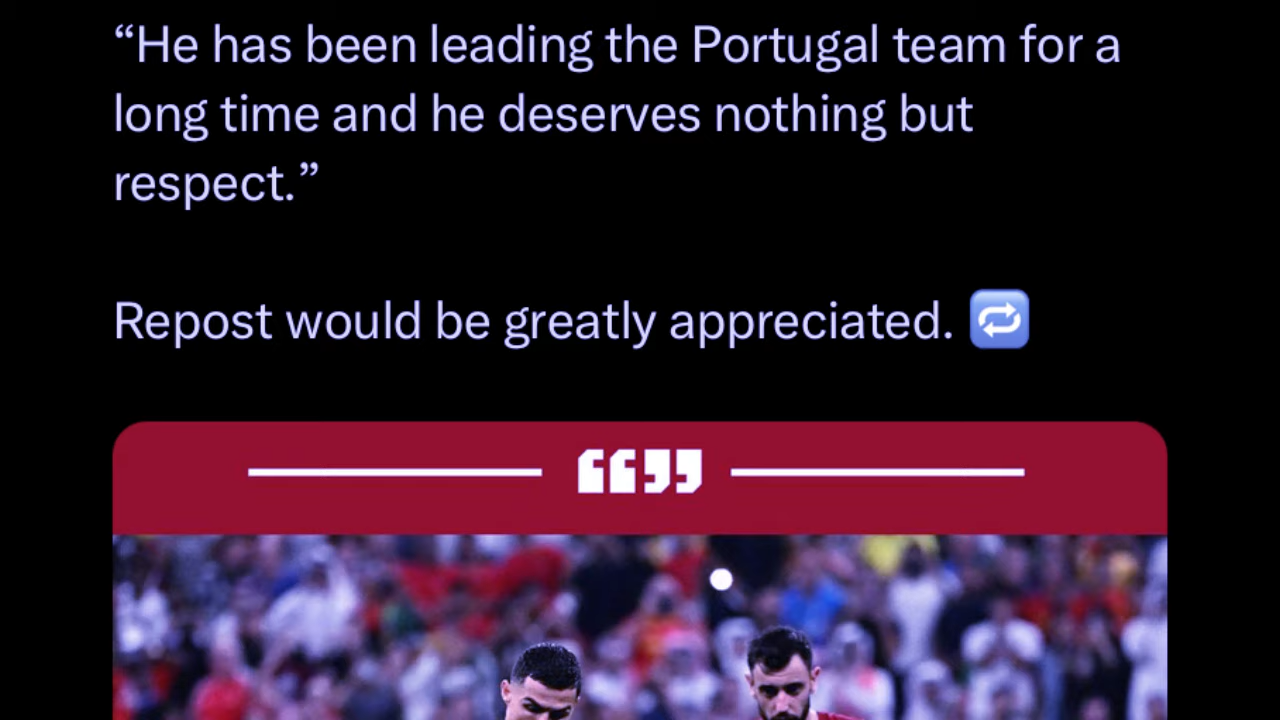 “He has been leading the Portugal team for a
long time and he deserves nothing but
respect.”
Repost would be greatly appreciated. 🔁
“”